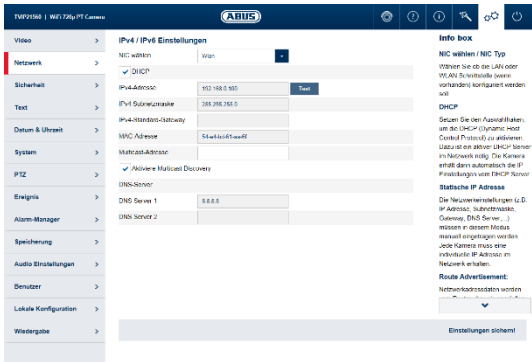 TMP21560 | WiFi 720p PT Camera
ABUS
Video
Netzwerk
Sicherheit
Text
Datum & Uhrzeit
System
PTZ
Ereignis
Alarm-Manager
Speicherung
Audio Einstellungen
Benutzer
Lokale Konfiguration
Wiedergabe
IPv4 / IPv6 Einstellungen
NIC wählen
Wlan
DHCP
IPv4-Adresse
192.168.0.100
Test
IPv4 Subnetzmaske
255.255.255.0
IPv4-Standard-Gateway
MAC Adresse
Multicast-Adresse
Aktiviere Multicast Discovery
DNS-Server
DNS Server 1
8.8.8.8
DNS Server 2
Info box
NIC wählen / NIC Typ
Wählen Sie ob die LAN oder
WLAN Schnittstelle (wenn
vorhanden) konfiguriert werden
soll
DHCP
Setzen Sie den Auswahlhaken,
um die DHCP (Dynamic Host
Control Protocol) zu aktivieren.
Dazu ist ein aktiver DHCP Server
im Netzwerk nötig. Die Kamera
erhält dann automatisch die IP
Einstellungen vom DHCP Server
Statische IP Adresse
Die Netzwerkeinstellungen (z.B.
IP Adresse, Subnetzmaske,
Gateway, DNS Server,...)
müssen in diesem Modus
manuell eingetragen werden.
Jede Kamera muss eine
individuelle IP Adresse im
Netzwerk erhalten.
Route Advertisement:
Netzwerkadressdaten werden
Einstellungen sichern!